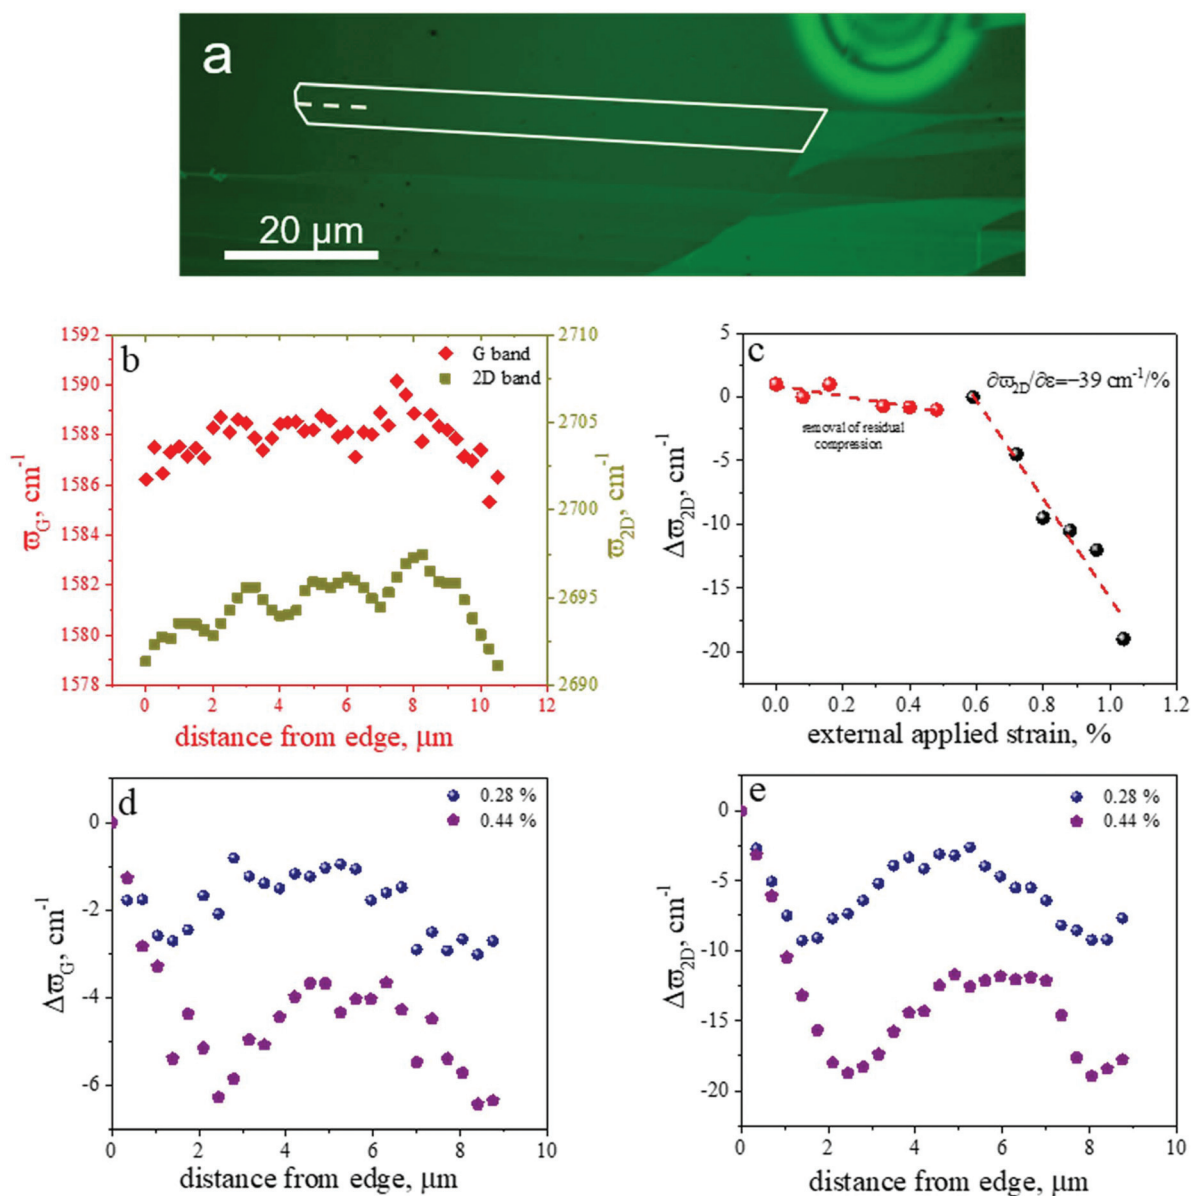 a
20 μm
b
G band
2D band
1592
1590
1588
1586
1584
1582
1580
1578
ϖG, cm-1
2710
2705
2700
2695
2690
ϖ2D, cm-1
0 2 4 6 8 10 12
distance from edge, μm
c
∂ϖ2D/∂ε=−39 cm-1/%
removal of residual
compression
5
0
-5
-10
-15
-20
Δϖ2D, cm-1
0.0 0.2 0.4 0.6 0.8 1.0 1.2
external applied strain, %
d
0.28 %
0.44 %
0
-2
-4
-6
ΔϖG, cm-1
0 2 4 6 8 10
distance from edge, μm
e
0.28 %
0.44 %
0
-5
-10
-15
-20
Δϖ2D, cm-1
0 2 4 6 8 10
distance from edge, μm